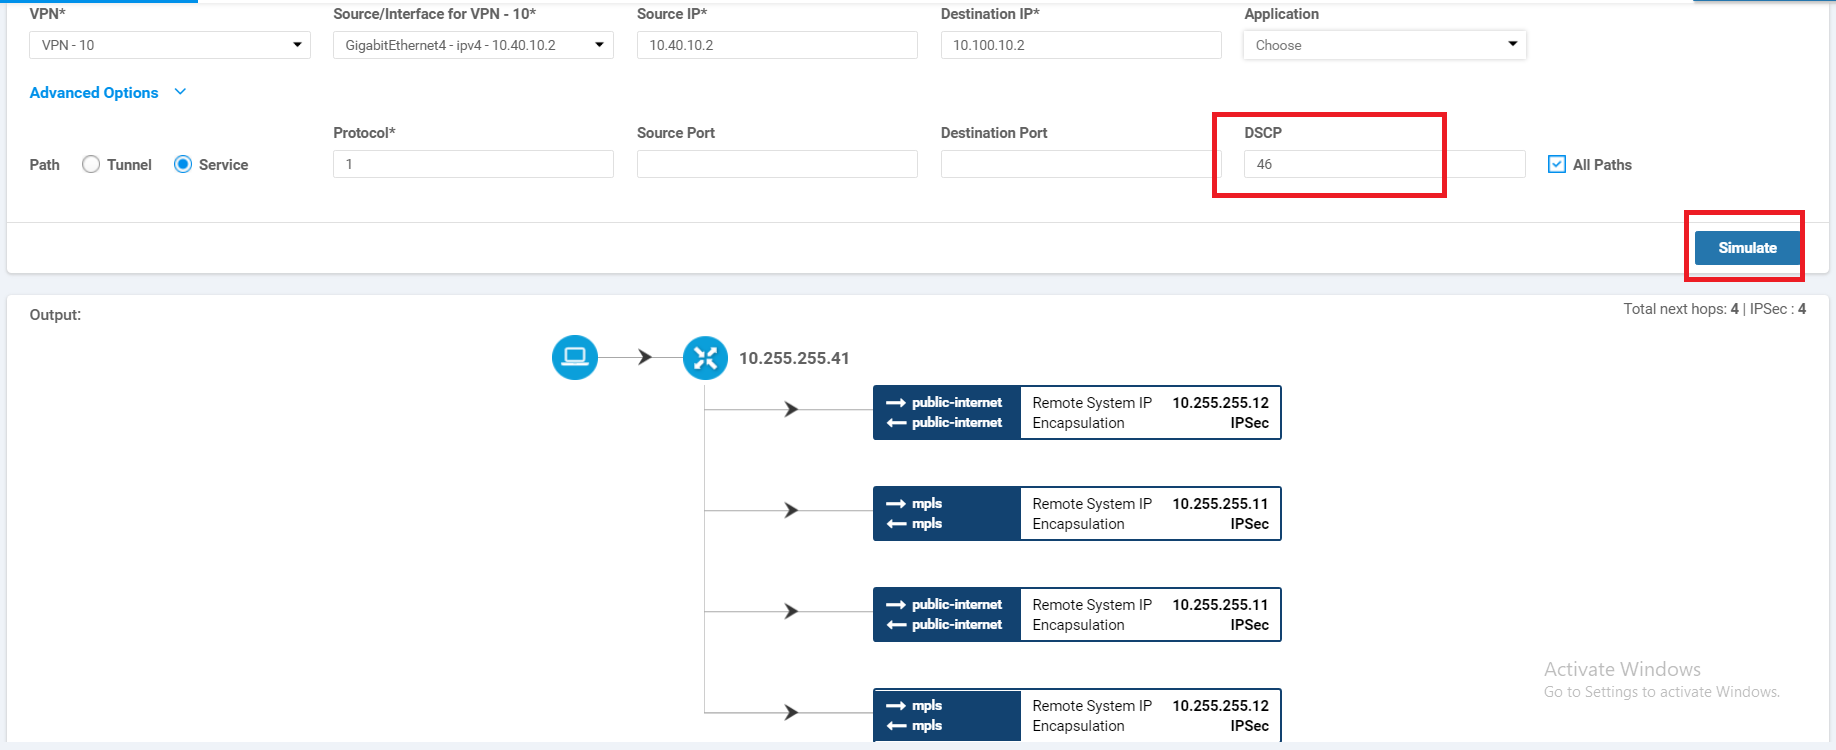 VPN* Source/Interface for VPN - 10* Source IP* Destination IP* Application
VPN - 10 GigabitEthernet4 - ipv4 - 10.40.10.2 10.40.10.2 10.100.10.2 Choose
Advanced Options
Protocol* Source Port Destination Port DSCP
Path Tunnel Service 1 46 All Paths
Simulate
Output: Total next hops: 4 | IPSec : 4
10.255.255.41
public-internet Remote System IP 10.255.255.12
public-internet Encapsulation IPSec
mpls Remote System IP 10.255.255.11
mpls Encapsulation IPSec
public-internet Remote System IP 10.255.255.11
public-internet Encapsulation IPSec
Activate Windows
Go to Settings to activate Windows.
mpls Remote System IP 10.255.255.12
mpls Encapsulation IPSec